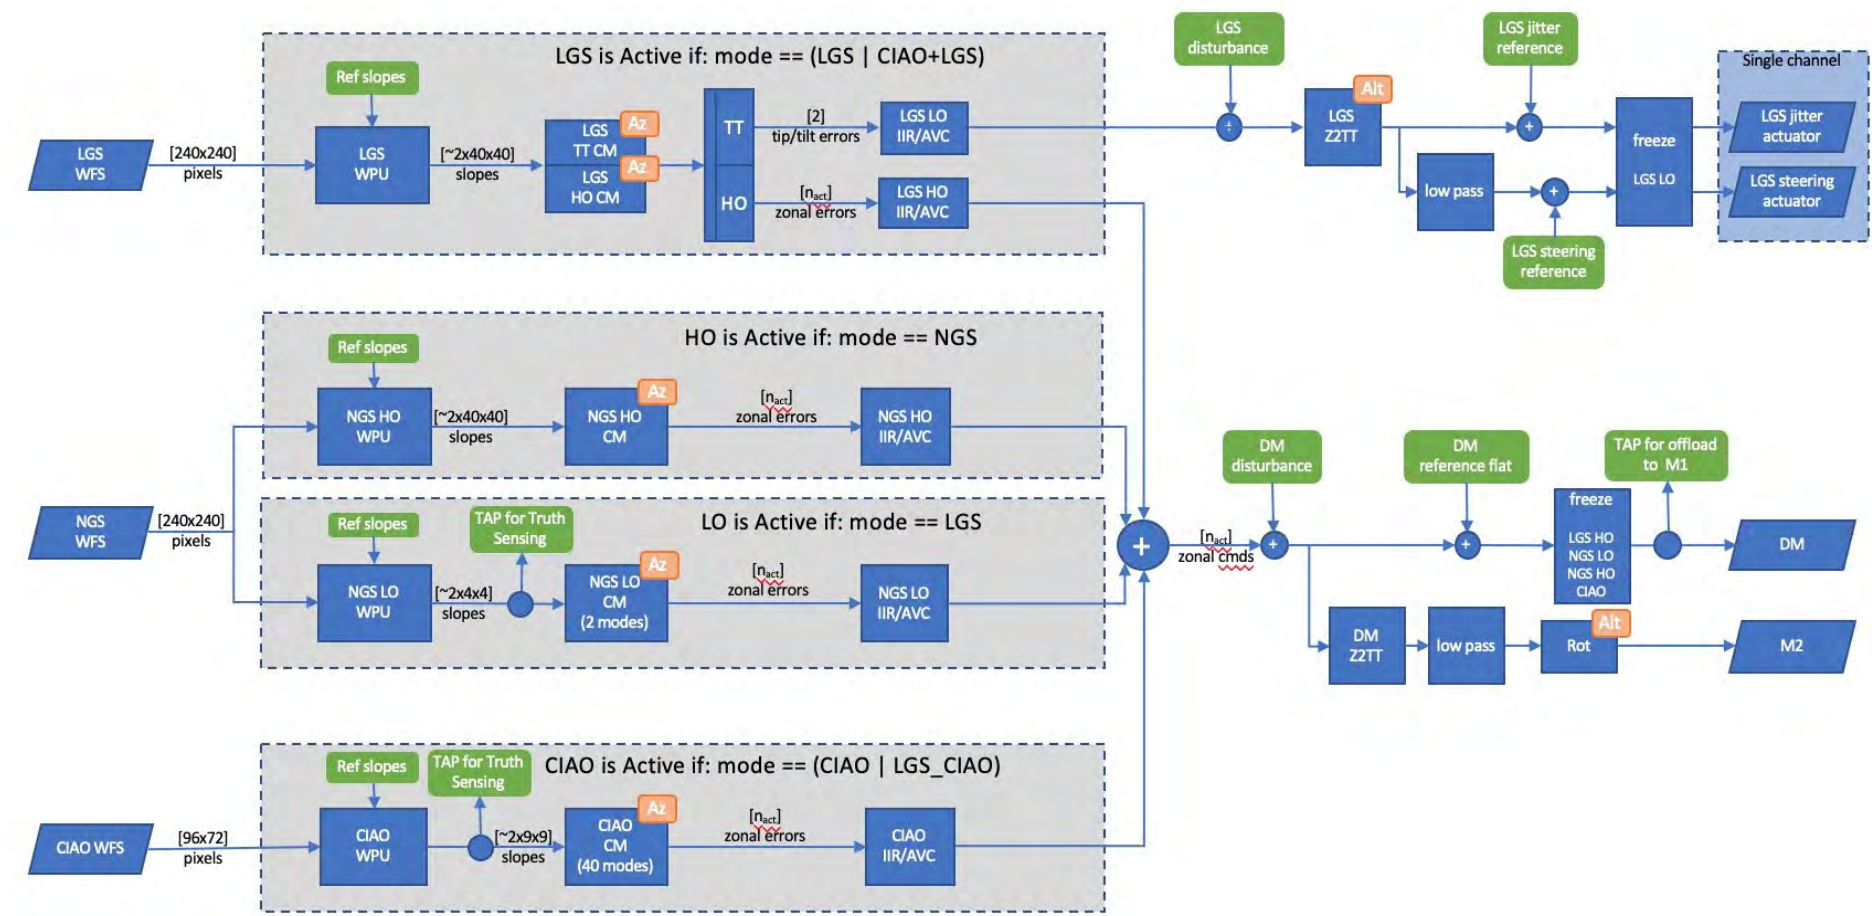 LGS is Active if: mode == (LGS | CIAO+LGS)
Ref slopes
LGS
WFS
[240x240]
pixels
LGS
WPU
[~2x40x40]
slopes
LGS
TT CM
Az
LGS
HO CM
Az
TT
HO
[2]
tip/tilt errors
LGS LO
IIR/AVC
[nact]
zonal errors
LGS HO
IIR/AVC
LGS
disturbance
÷
LGS
Z2TT
Alt
LGS jitter
reference
+
low pass
+
LGS steering
reference
freeze
LGS LO
Single channel
LGS jitter
actuator
LGS steering
actuator
HO is Active if: mode == NGS
Ref slopes
NGS HO
WPU
[~2x40x40]
slopes
NGS HO
CM
Az
[nact]
zonal errors
NGS HO
IIR/AVC
NGS
WFS
[240x240]
pixels
LO is Active if: mode == LGS
Ref slopes
TAP for Truth
Sensing
NGS LO
WPU
[~2x4x4]
slopes
NGS LO
CM
(2 modes)
Az
[nact]
zonal errors
NGS LO
IIR/AVC
+
[nact]
zonal cmds
DM
disturbance
+
DM
reference flat
+
TAP for offload
to M1
freeze
LGS HO
NGS LO
NGS HO
CIAO
DM
DM
Z2TT
low pass
Rot
Alt
M2
CIAO is Active if: mode == (CIAO | LGS_CIAO)
Ref slopes
TAP for Truth
Sensing
CIAO WFS
[96x72]
pixels
CIAO
WPU
[~2x9x9]
slopes
CIAO
CM
(40 modes)
Az
[nact]
zonal errors
CIAO
IIR/AVC